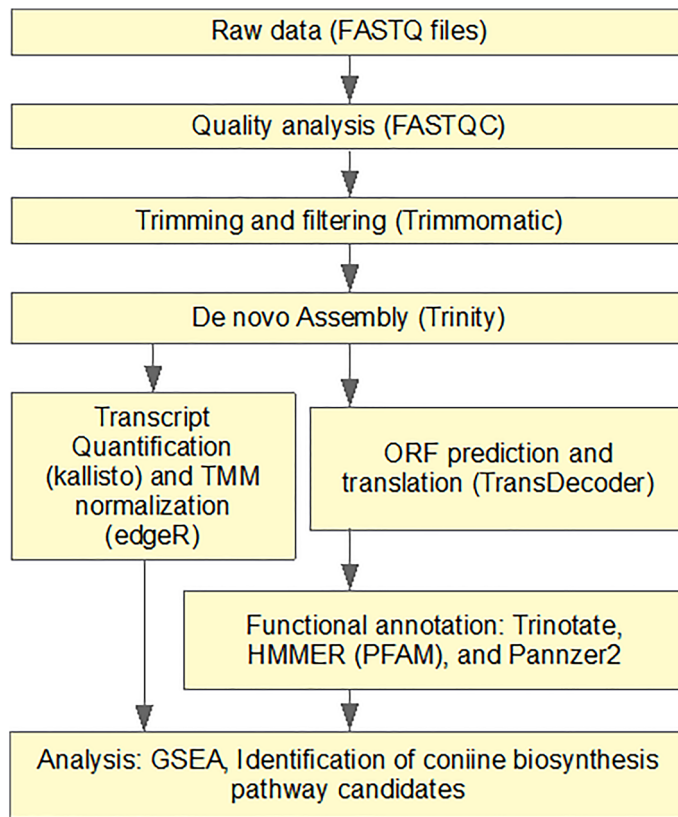 Raw data (FASTQ files)
Quality analysis (FASTQC)
Trimming and filtering (Trimmomatic)
De novo Assembly (Trinity)
Transcript
Quantification
(kallisto) and TMM
normalization
(edgeR)
ORF prediction and
translation (TransDecoder)
Functional annotation: Trinotate,
HMMER (PFAM), and Pannzer2
Analysis: GSEA, Identification of coniine biosynthesis
pathway candidates